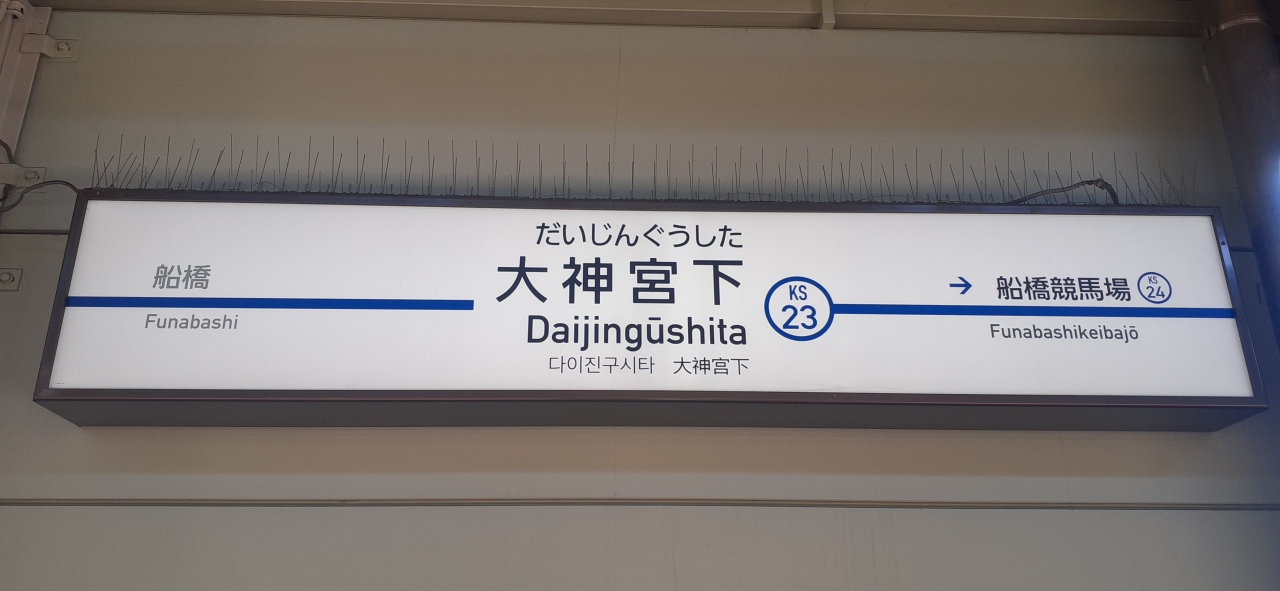 船橋
Funabashi
だいじんぐうした
大神宮下
Daijingūshita
다이진구시타 大神宮下
KS
23
→ 船橋競馬場
KS
24
Funabashikeibajō